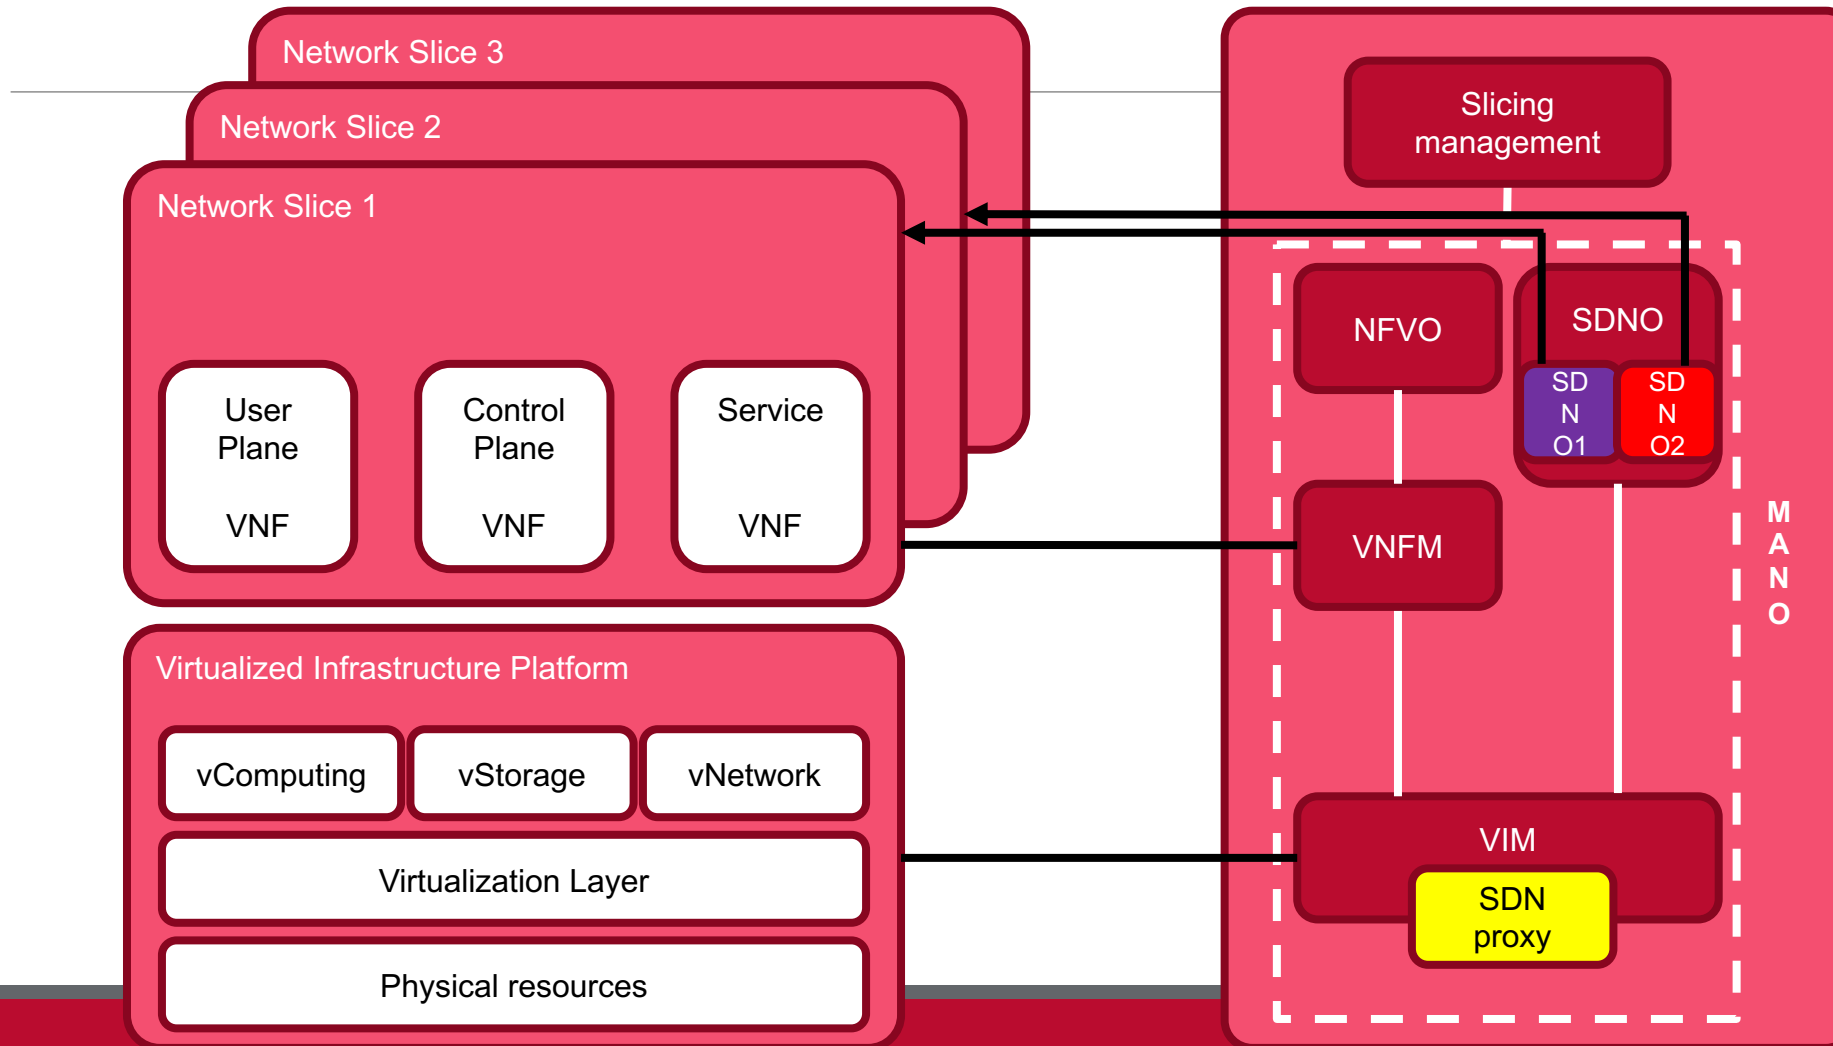 Network Slice 3
Network Slice 2
Network Slice 1
User
Plane
VNF
Control
Plane
VNF
Service
VNF
Virtualized Infrastructure Platform
vComputing
vStorage
vNetwork
Virtualization Layer
Physical resources
Slicing
management
NFVO
SDNO
SD
N
O1
SD
N
O2
VNFM
VIM
SDN
proxy
M
A
N
O